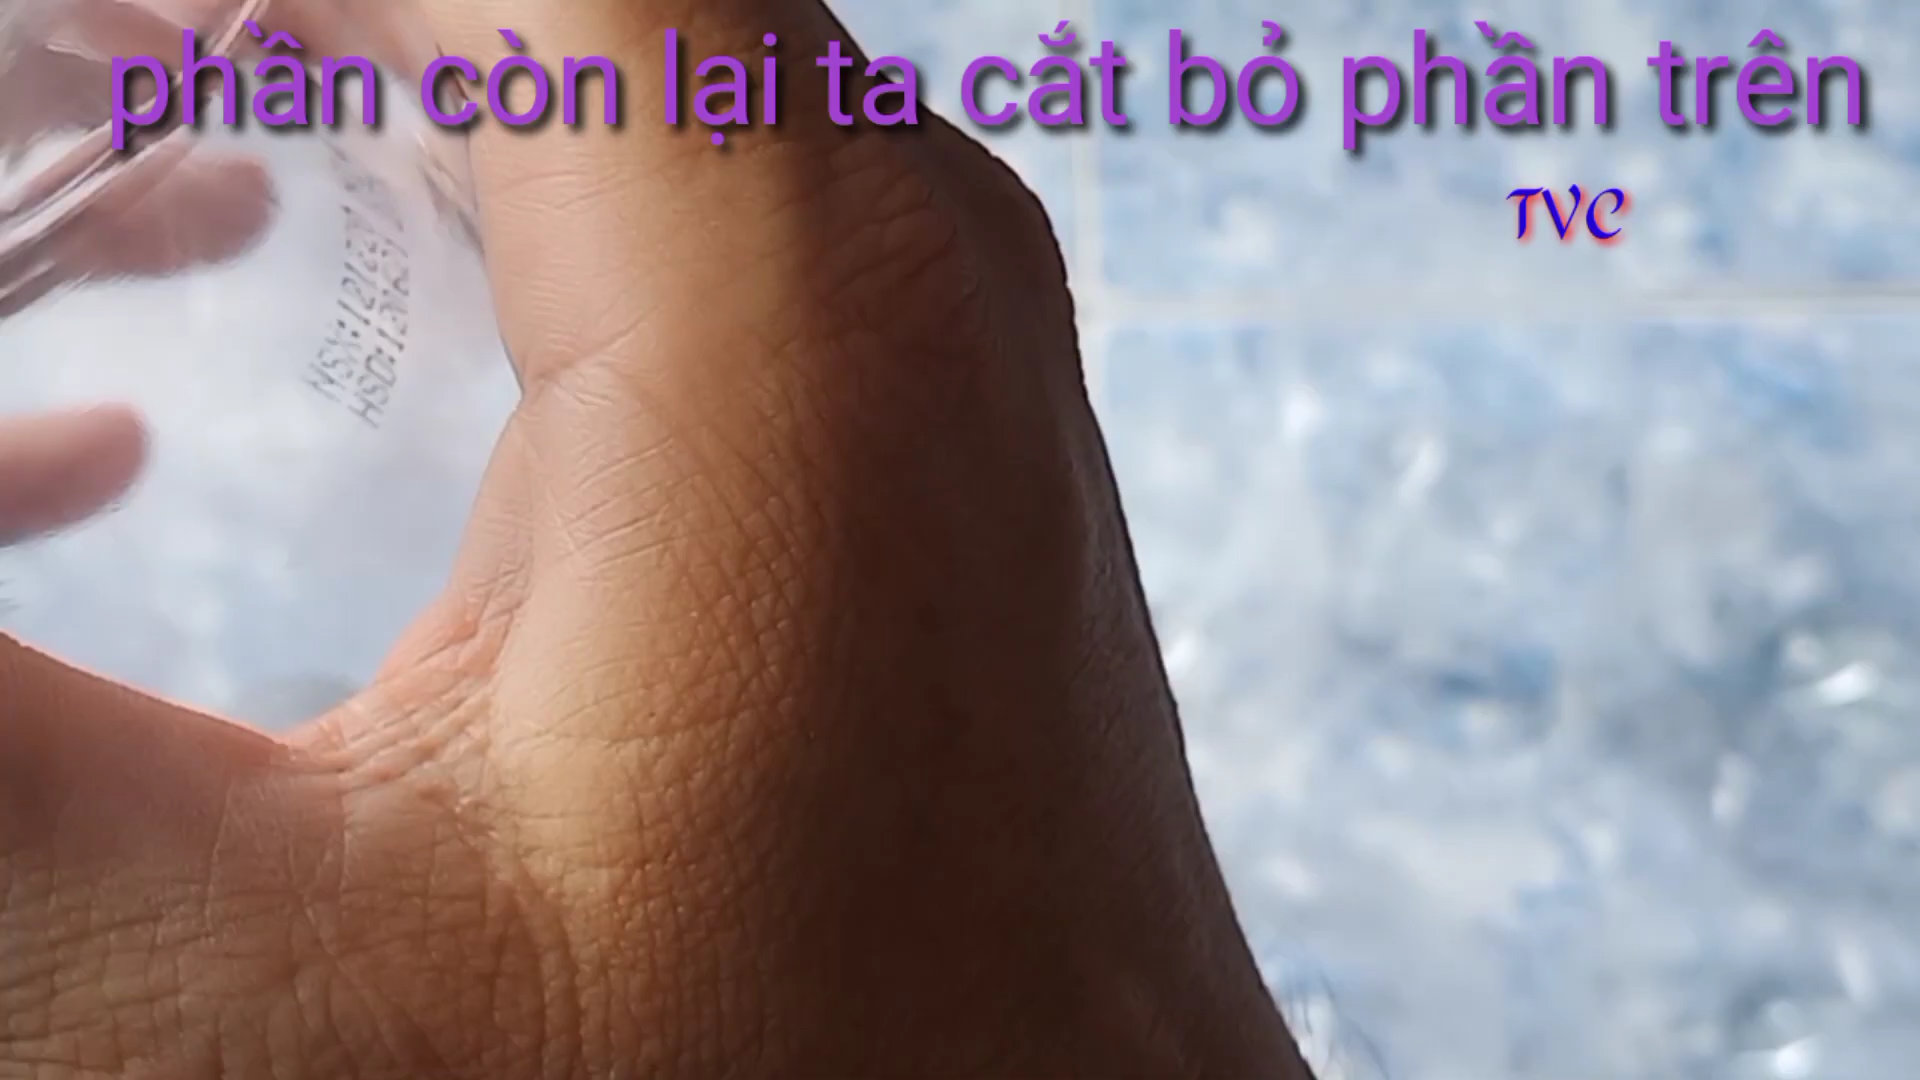 phần còn lại ta cắt bỏ phần trên
TVC